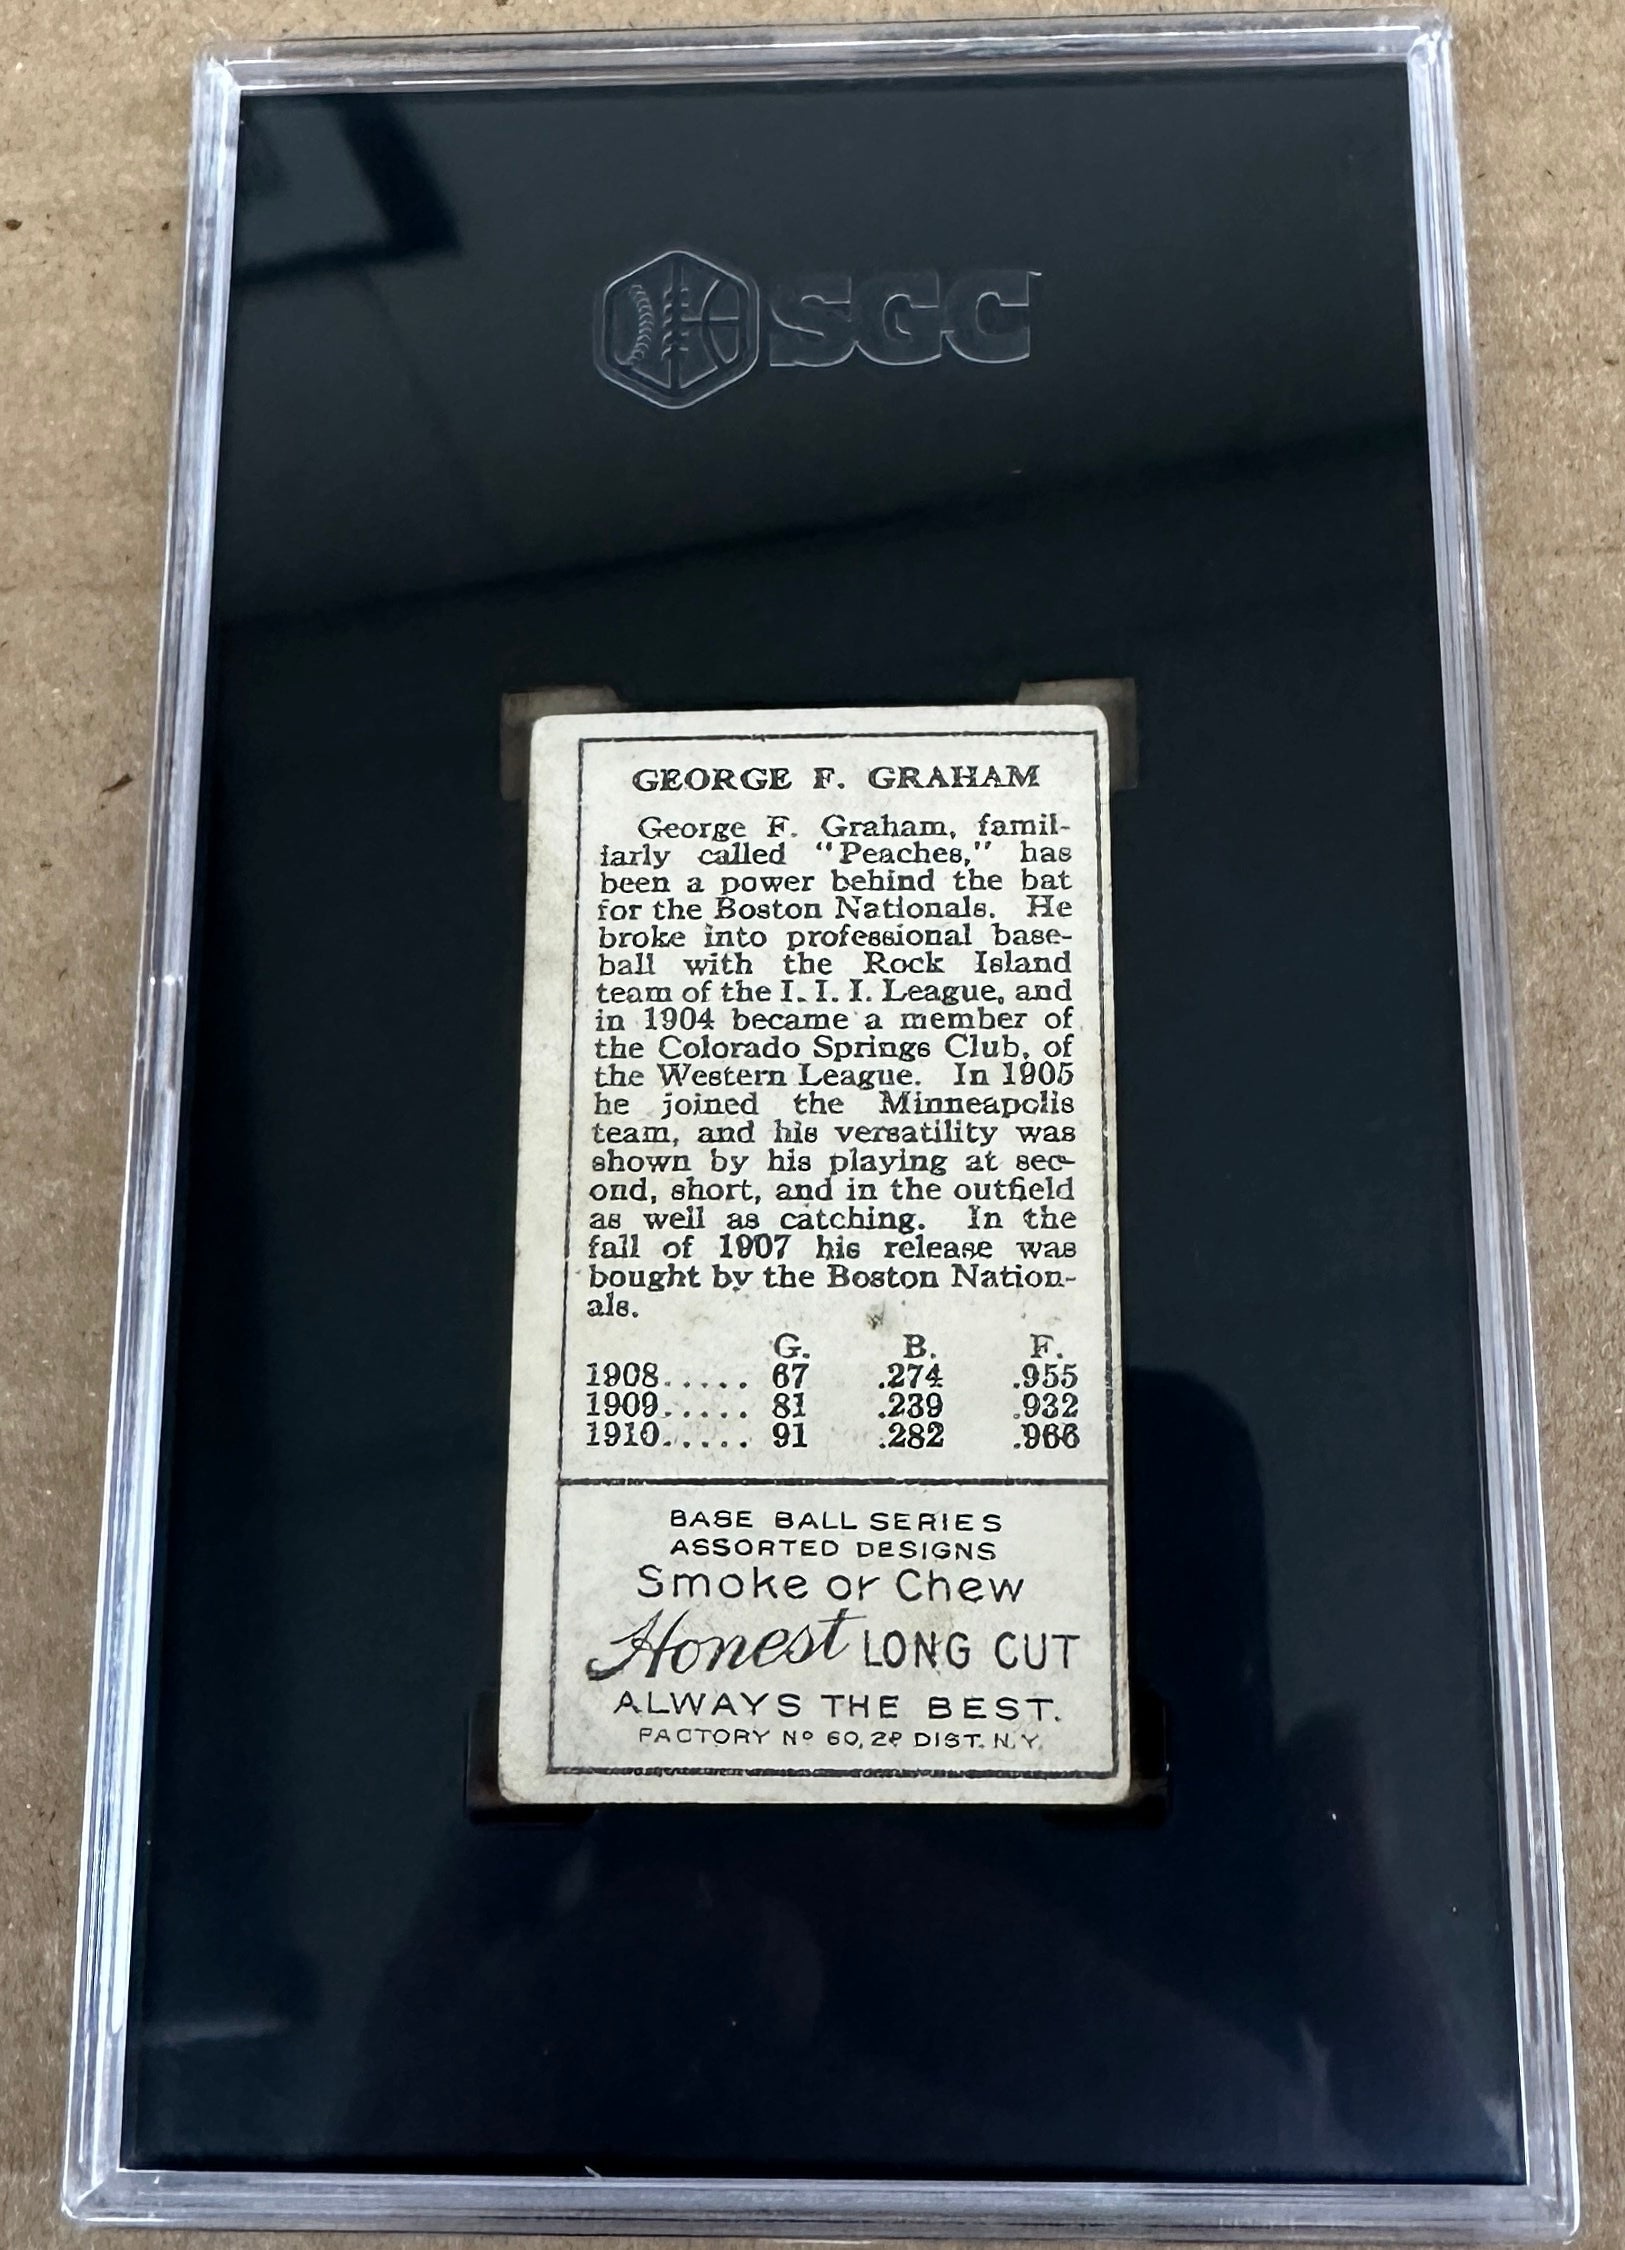 SGC
GEORGE F. GRAHAM
George F. Graham, famil-
iarly called "Peaches," has
been a power behind the bat
for the Boston Nationals. He
broke into professional base-
ball with the Rock Island
team of the I. I. I. League, and
in 1904 became a member of
the Colorado Springs Club, of
the Western League. In 1905
he joined the Minneapolis
team, and his versatility was
shown by his playing at sec-
ond, short, and in the outfield
as well as catching. In the
fall of 1907 his release was
bought by the Boston Nation-
als.
G. B. F.
1908..... 67 .274 .955
1909..... 81 .239 .932
1910..... 91 .282 .966
BASE BALL SERIES
ASSORTED DESIGNS
Smoke or Chew
Honest LONG CUT
ALWAYS THE BEST.
FACTORY Nº 60, 2ᴰ DIST. N.Y.